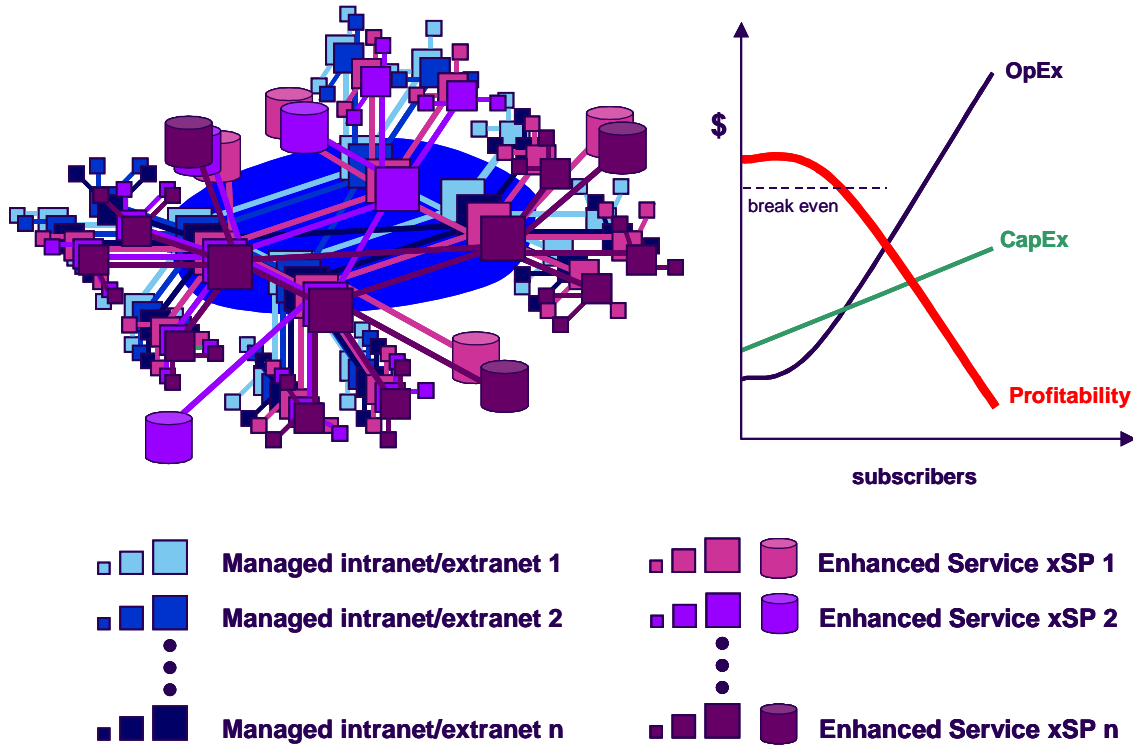 OpEx
$
break even
CapEx
Profitability
subscribers
Managed intranet/extranet 1
Enhanced Service xSP 1
Managed intranet/extranet 2
Enhanced Service xSP 2
Managed intranet/extranet n
Enhanced Service xSP n